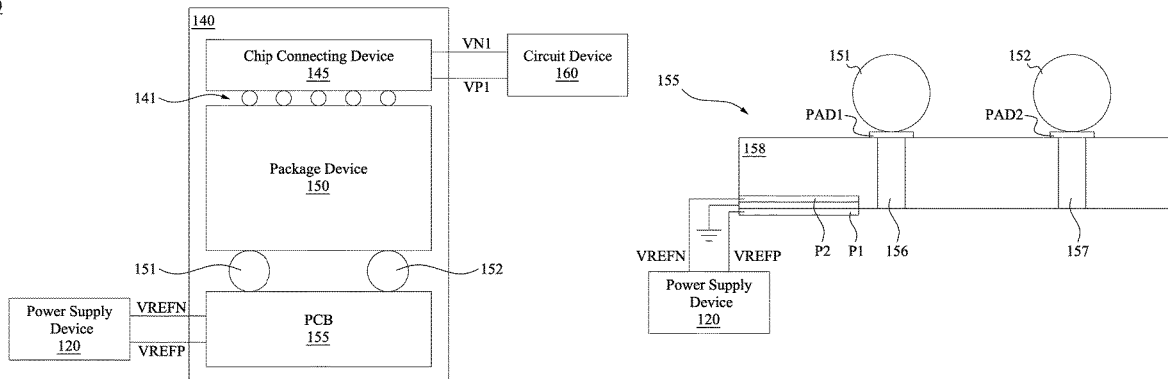 140
Chip Connecting Device
145
VN1
VP1
Circuit Device
160
141
Package Device
150
151
152
Power Supply
Device
120
VREFN
VREFP
PCB
155
155
151
152
PAD1
PAD2
158
VREFN
VREFP
P2
P1
156
157
Power Supply
Device
120